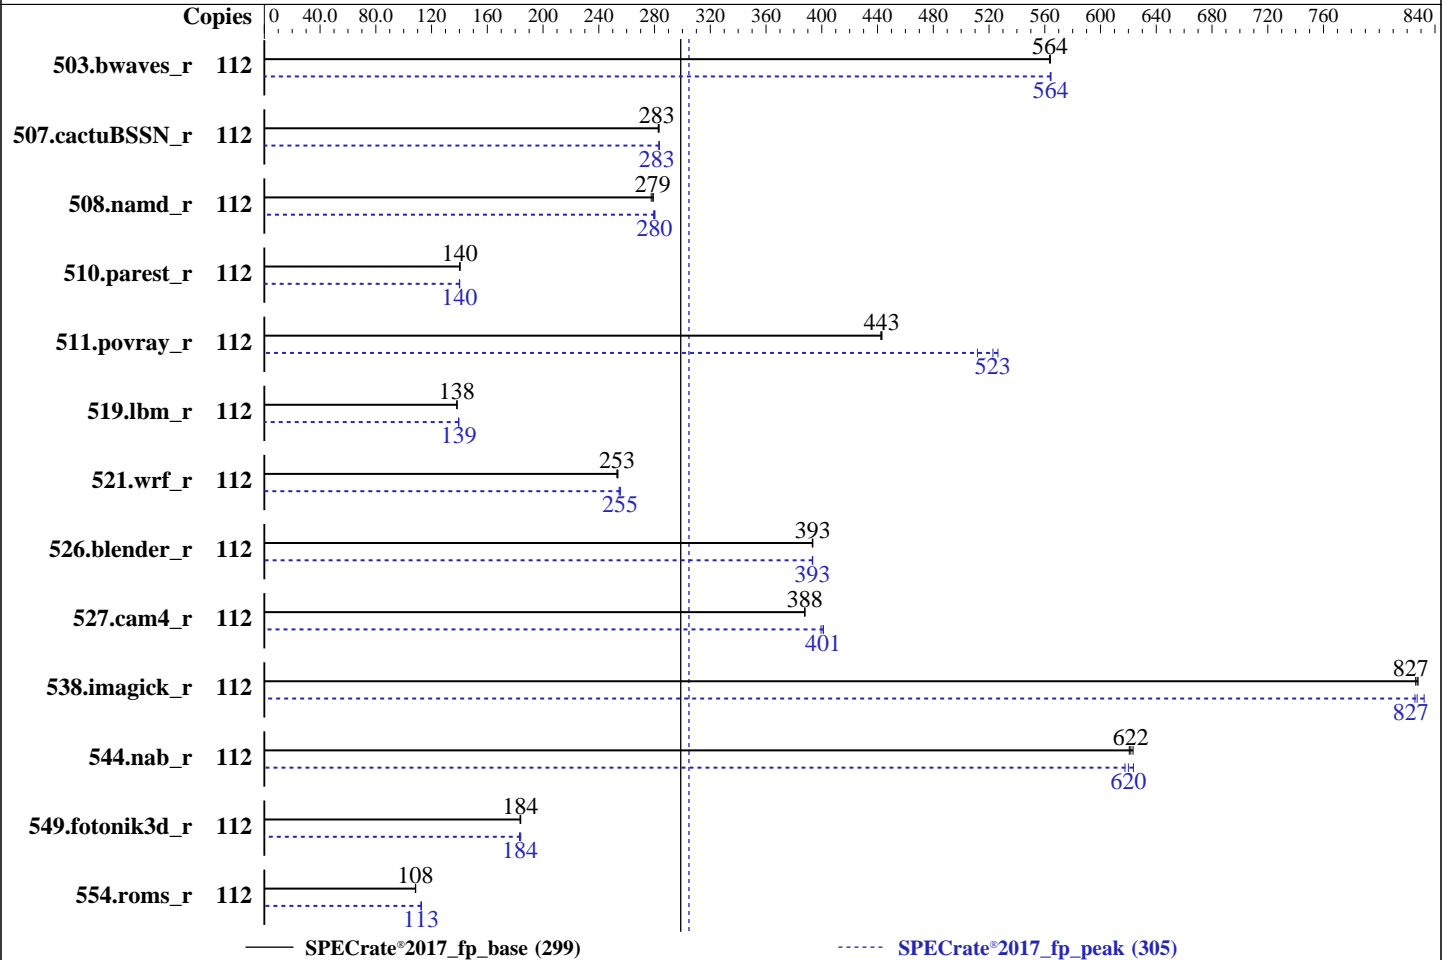 Copies 0 40.0 80.0 120 160 200 240 280 320 360 400 440 480 520 560 600 640 680 720 760 840
503.bwaves_r 112 564
564
507.cactuBSSN_r 112 283
283
508.namd_r 112 279
280
510.parest_r 112 140
140
511.povray_r 112 443
523
519.lbm_r 112 138
139
521.wrf_r 112 253
255
526.blender_r 112 393
393
527.cam4_r 112 388
401
538.imagick_r 112 827
827
544.nab_r 112 622
620
549.fotonik3d_r 112 184
184
554.roms_r 112 108
113
SPECrate®2017_fp_base (299) SPECrate®2017_fp_peak (305)